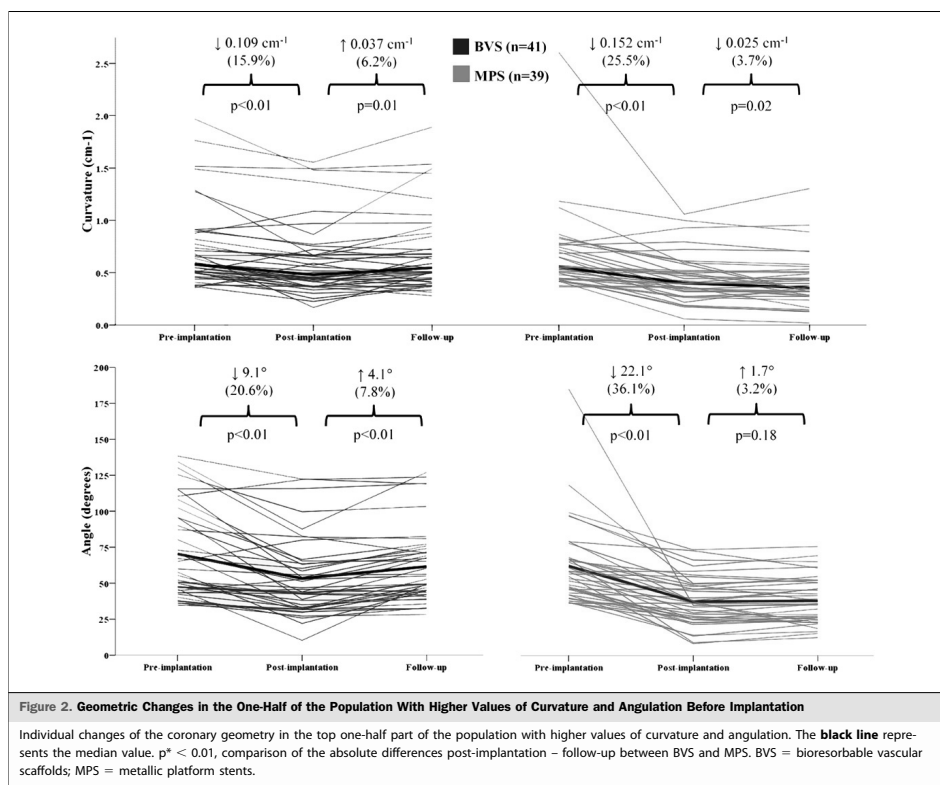 ↓ 0.109 cm⁻¹
(15.9%)
p<0.01
↑ 0.037 cm⁻¹
(6.2%)
p=0.01
BVS (n=41)
MPS (n=39)
↓ 0.152 cm⁻¹
(25.5%)
p<0.01
↓ 0.025 cm⁻¹
(3.7%)
p=0.02
Curvature (cm-1)
2.5
2.0
1.5
1.0
0.5
0.0
Pre-implantation Post-implantation Follow-up
Pre-implantation Post-implantation Follow-up
↓ 9.1°
(20.6%)
p<0.01
↑ 4.1°
(7.8%)
p<0.01
↓ 22.1°
(36.1%)
p<0.01
↑ 1.7°
(3.2%)
p=0.18
Angle (degrees)
200
175
150
125
100
75
50
25
0
Pre-implantation Post-implantation Follow-up
Pre-implantation Post-implantation Follow-up
Figure 2. Geometric Changes in the One-Half of the Population With Higher Values of Curvature and Angulation Before Implantation
Individual changes of the coronary geometry in the top one-half part of the population with higher values of curvature and angulation. The black line repre-
sents the median value. p* < 0.01, comparison of the absolute differences post-implantation – follow-up between BVS and MPS. BVS = bioresorbable vascular
scaffolds; MPS = metallic platform stents.